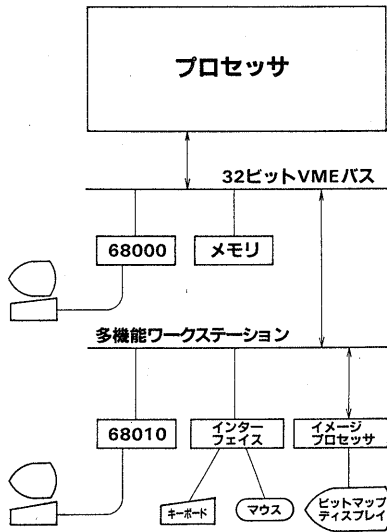 プロセッサ
32ビットVMEバス
68000
メモリ
多機能ワークステーション
68010
インター
フェイス
イメージ
プロセッサ
キーボード
マウス
ビットマップ
ディスプレイ